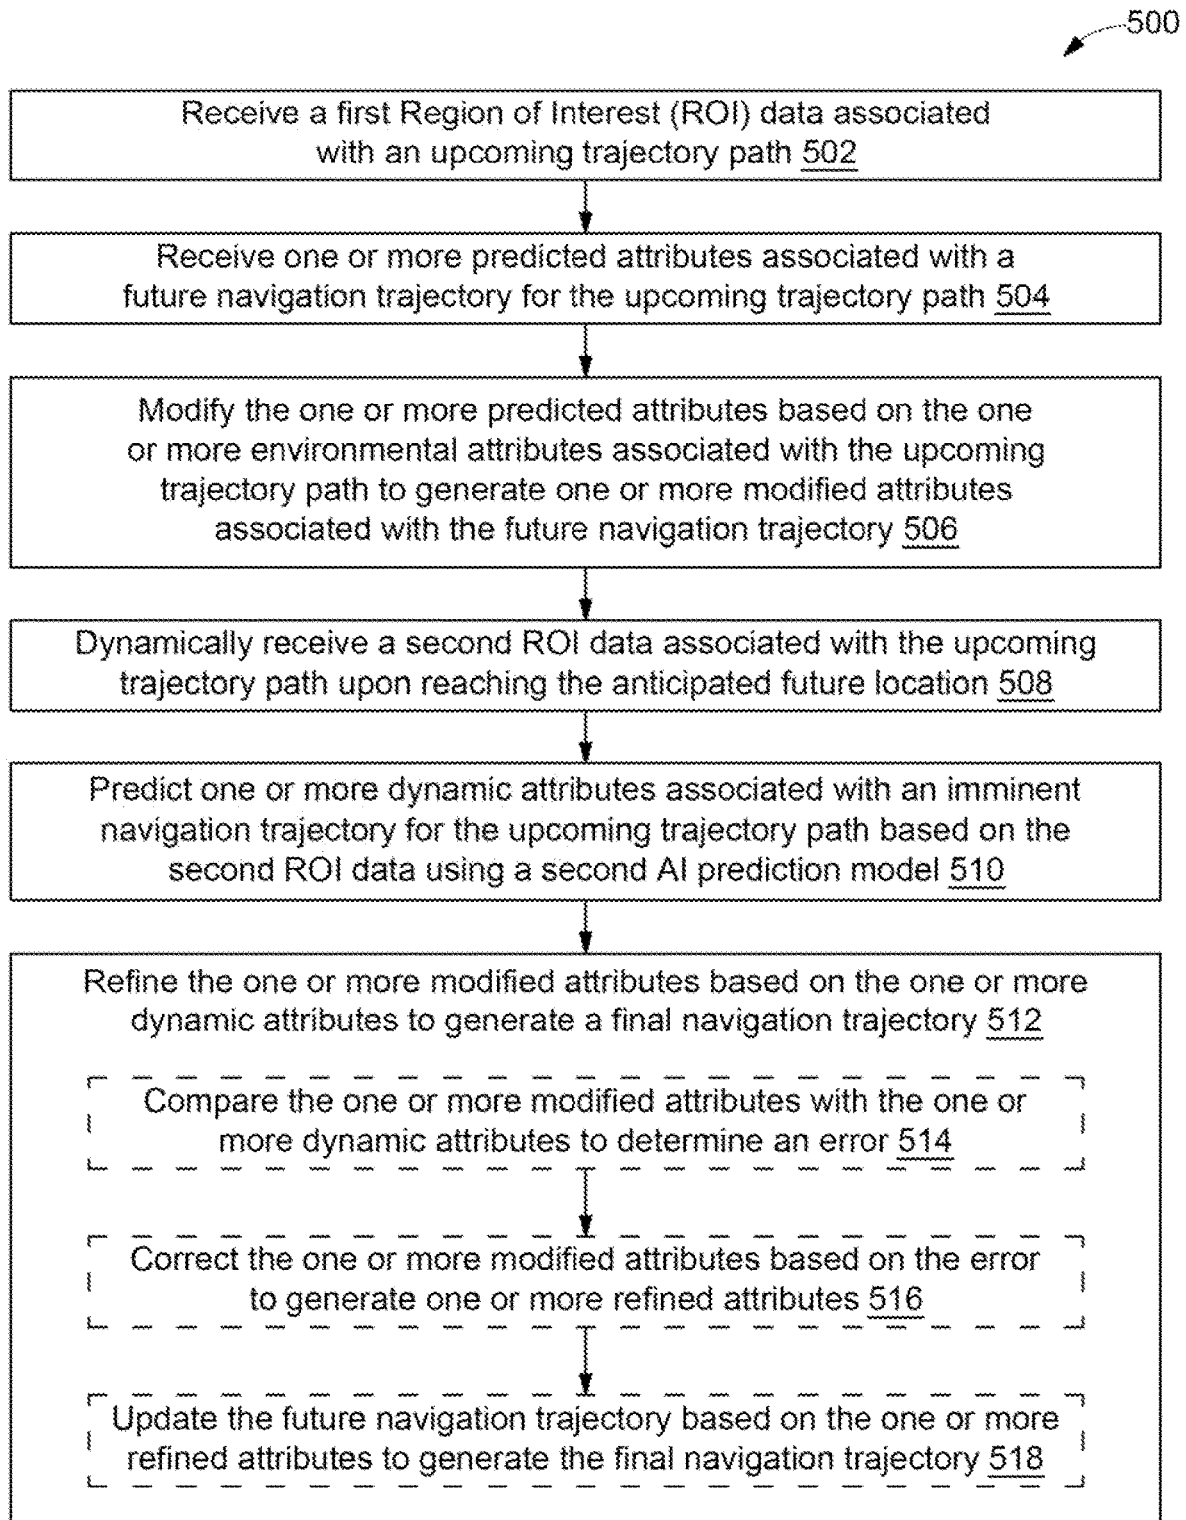 500
Receive a first Region of Interest (ROI) data associated
with an upcoming trajectory path 502
Receive one or more predicted attributes associated with a
future navigation trajectory for the upcoming trajectory path 504
Modify the one or more predicted attributes based on the one
or more environmental attributes associated with the upcoming
trajectory path to generate one or more modified attributes
associated with the future navigation trajectory 506
Dynamically receive a second ROI data associated with the upcoming
trajectory path upon reaching the anticipated future location 508
Predict one or more dynamic attributes associated with an imminent
navigation trajectory for the upcoming trajectory path based on the
second ROI data using a second AI prediction model 510
Refine the one or more modified attributes based on the one or more
dynamic attributes to generate a final navigation trajectory 512
Compare the one or more modified attributes with the one or
more dynamic attributes to determine an error 514
Correct the one or more modified attributes based on the error
to generate one or more refined attributes 516
Update the future navigation trajectory based on the one or more
refined attributes to generate the final navigation trajectory 518